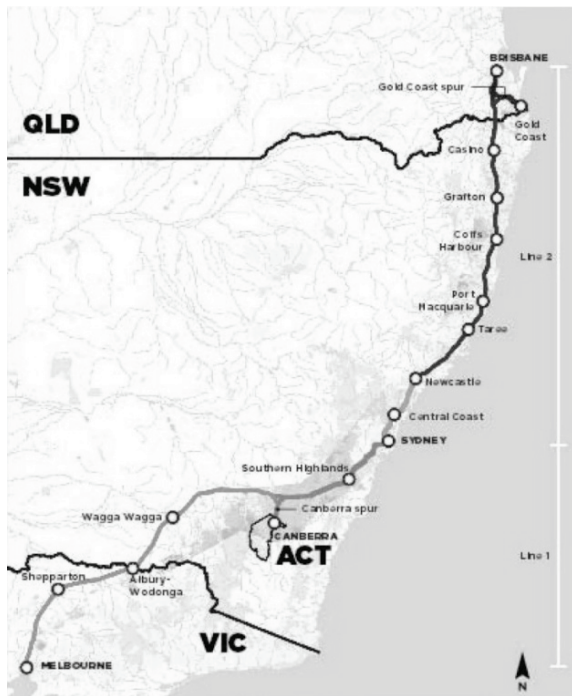 BRISBANE
Gold Coast spur
QLD
Gold
Coast
Casino
NSW
Grafton
Coffs
Harbour
Line 2
Port
Macquarie
Taree
Newcastle
Central Coast
SYDNEY
Southern Highlands
Canberra spur
Wagga Wagga
CANBERRA
ACT
Line 1
Shepparton
Albury-
Wodonga
VIC
MELBOURNE
N